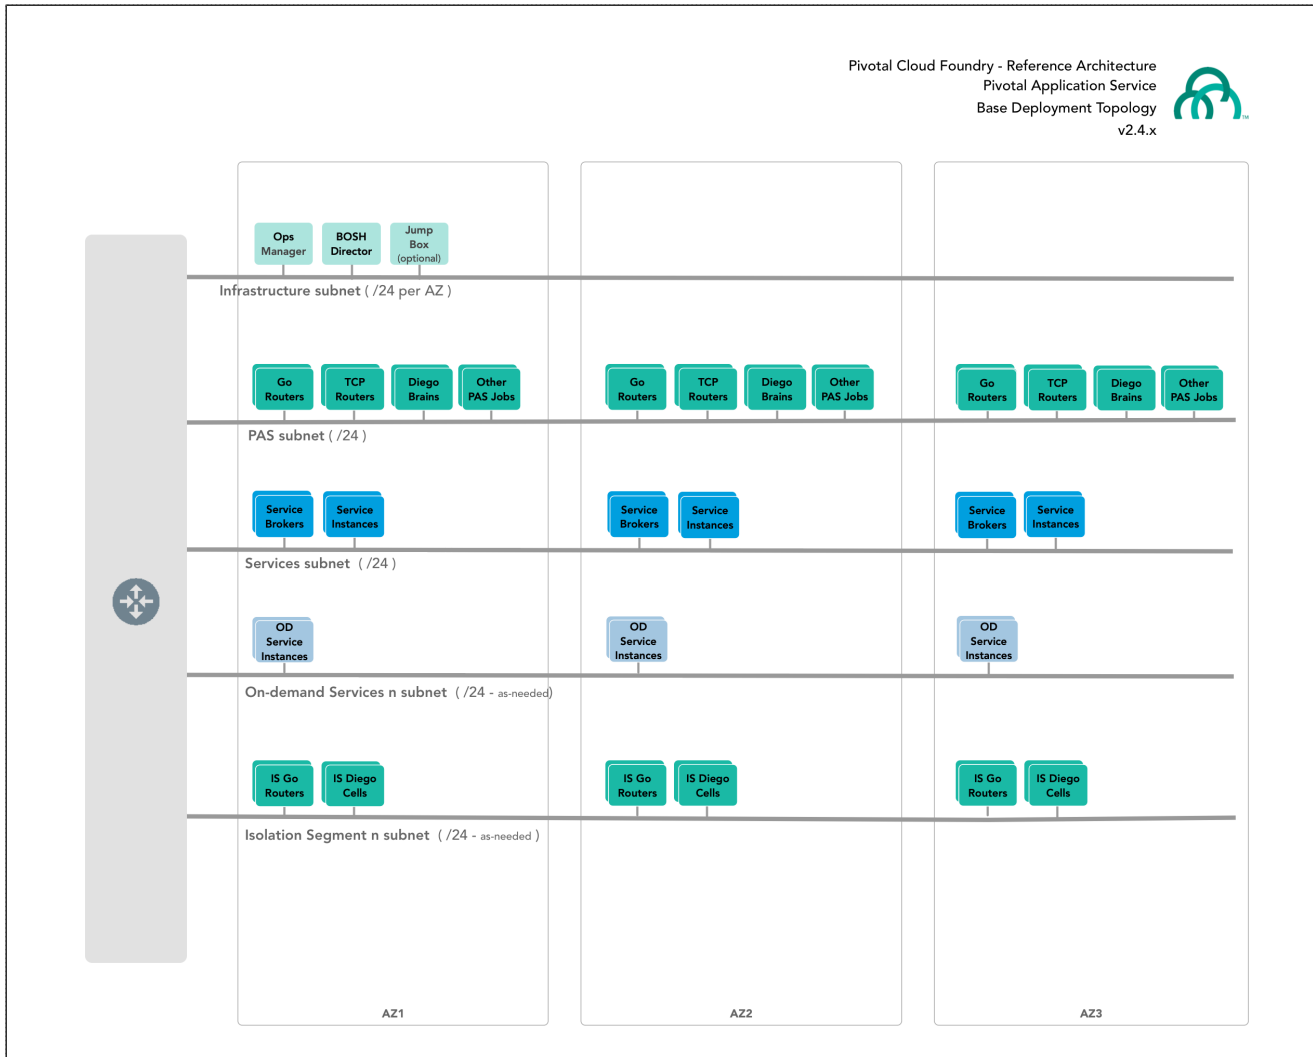 Pivotal Cloud Foundry - Reference Architecture
Pivotal Application Service
Base Deployment Topology
v2.4.x
TM
Ops
Manager
BOSH
Director
Jump
Box
(optional)
Infrastructure subnet ( /24 per AZ )
Go
Routers
TCP
Routers
Diego
Brains
Other
PAS Jobs
Go
Routers
TCP
Routers
Diego
Brains
Other
PAS Jobs
Go
Routers
TCP
Routers
Diego
Brains
Other
PAS Jobs
PAS subnet ( /24 )
Service
Brokers
Service
Instances
Service
Brokers
Service
Instances
Service
Brokers
Service
Instances
Services subnet ( /24 )
OD
Service
Instances
OD
Service
Instances
OD
Service
Instances
On-demand Services n subnet ( /24 - as-needed)
IS Go
Routers
IS Diego
Cells
IS Go
Routers
IS Diego
Cells
IS Go
Routers
IS Diego
Cells
Isolation Segment n subnet ( /24 - as-needed )
AZ1
AZ2
AZ3